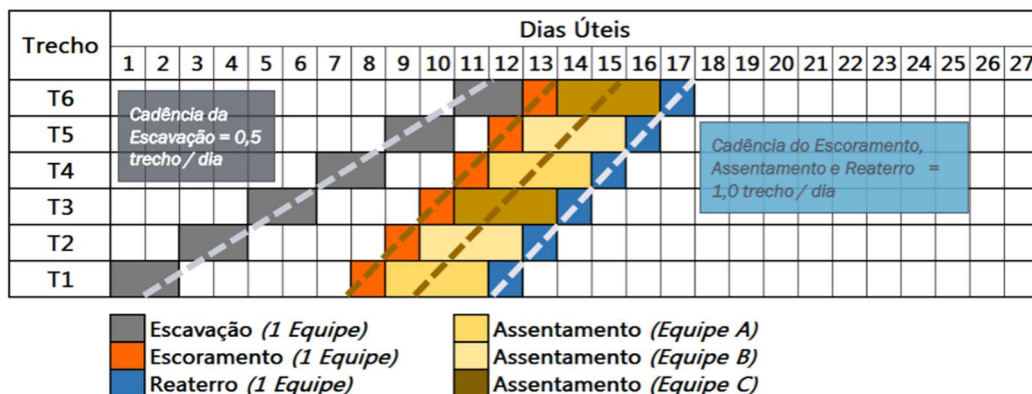 Trecho
Dias Úteis
1 2 3 4 5 6 7 8 9 10 11 12 13 14 15 16 17 18 19 20 21 22 23 24 25 26 27
T6
T5
T4
T3
T2
T1
Cadência da
Escavação = 0,5
trecho / dia
Cadência do Escoramento,
Assentamento e Reaterro =
1,0 trecho / dia
Escavação (1 Equipe)
Escoramento (1 Equipe)
Reaterro (1 Equipe)
Assentamento (Equipe A)
Assentamento (Equipe B)
Assentamento (Equipe C)